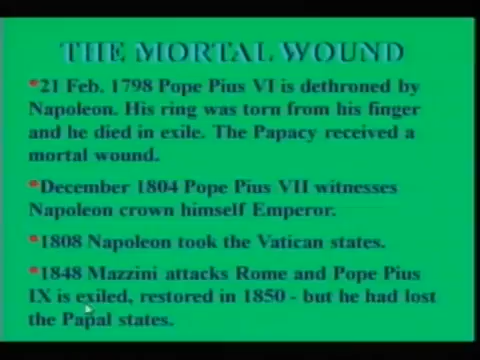 THE MORTAL WOUND
*21 Feb. 1798 Pope Pius VI is dethroned by
Napoleon. His ring was torn from his finger
and he died in exile. The Papacy received a
mortal wound.
*December 1804 Pope Pius VII witnesses
Napoleon crown himself Emperor.
*1808 Napoleon took the Vatican states.
*1848 Mazzini attacks Rome and Pope Pius
IX is exiled, restored in 1850 - but he had lost
the Papal states.